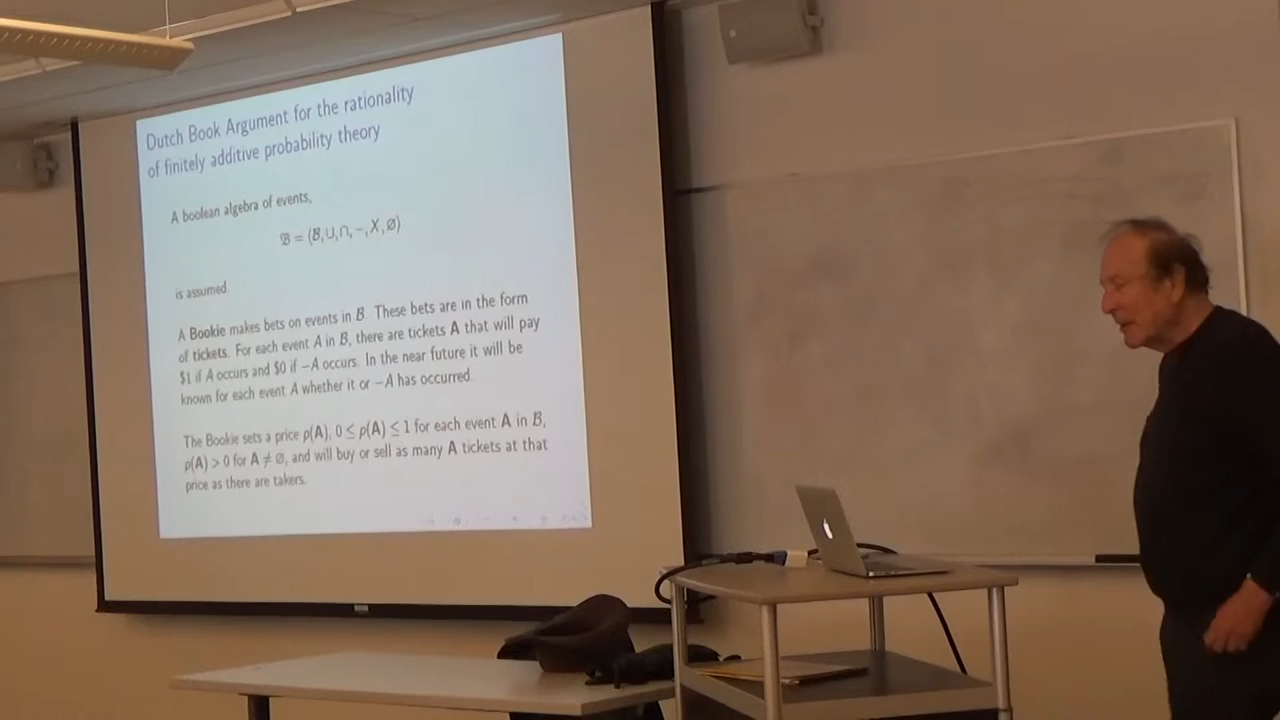 Dutch Book Argument for the rationality
of finitely additive probability theory
A boolean algebra of events,
𝔅 = ⟨B, ∪, ∩, −, X, ∅⟩
is assumed.
A Bookie makes bets on events in B. These bets are in the form
of tickets. For each event A in B, there are tickets A that will pay
$1 if A occurs and $0 if −A occurs. In the near future it will be
known for each event A whether it or −A has occurred.
The Bookie sets a price p(A), 0 ≤ p(A) ≤ 1 for each event A in B,
p(A) > 0 for A ≠ ∅, and will buy or sell as many A tickets at that
price as there are takers.